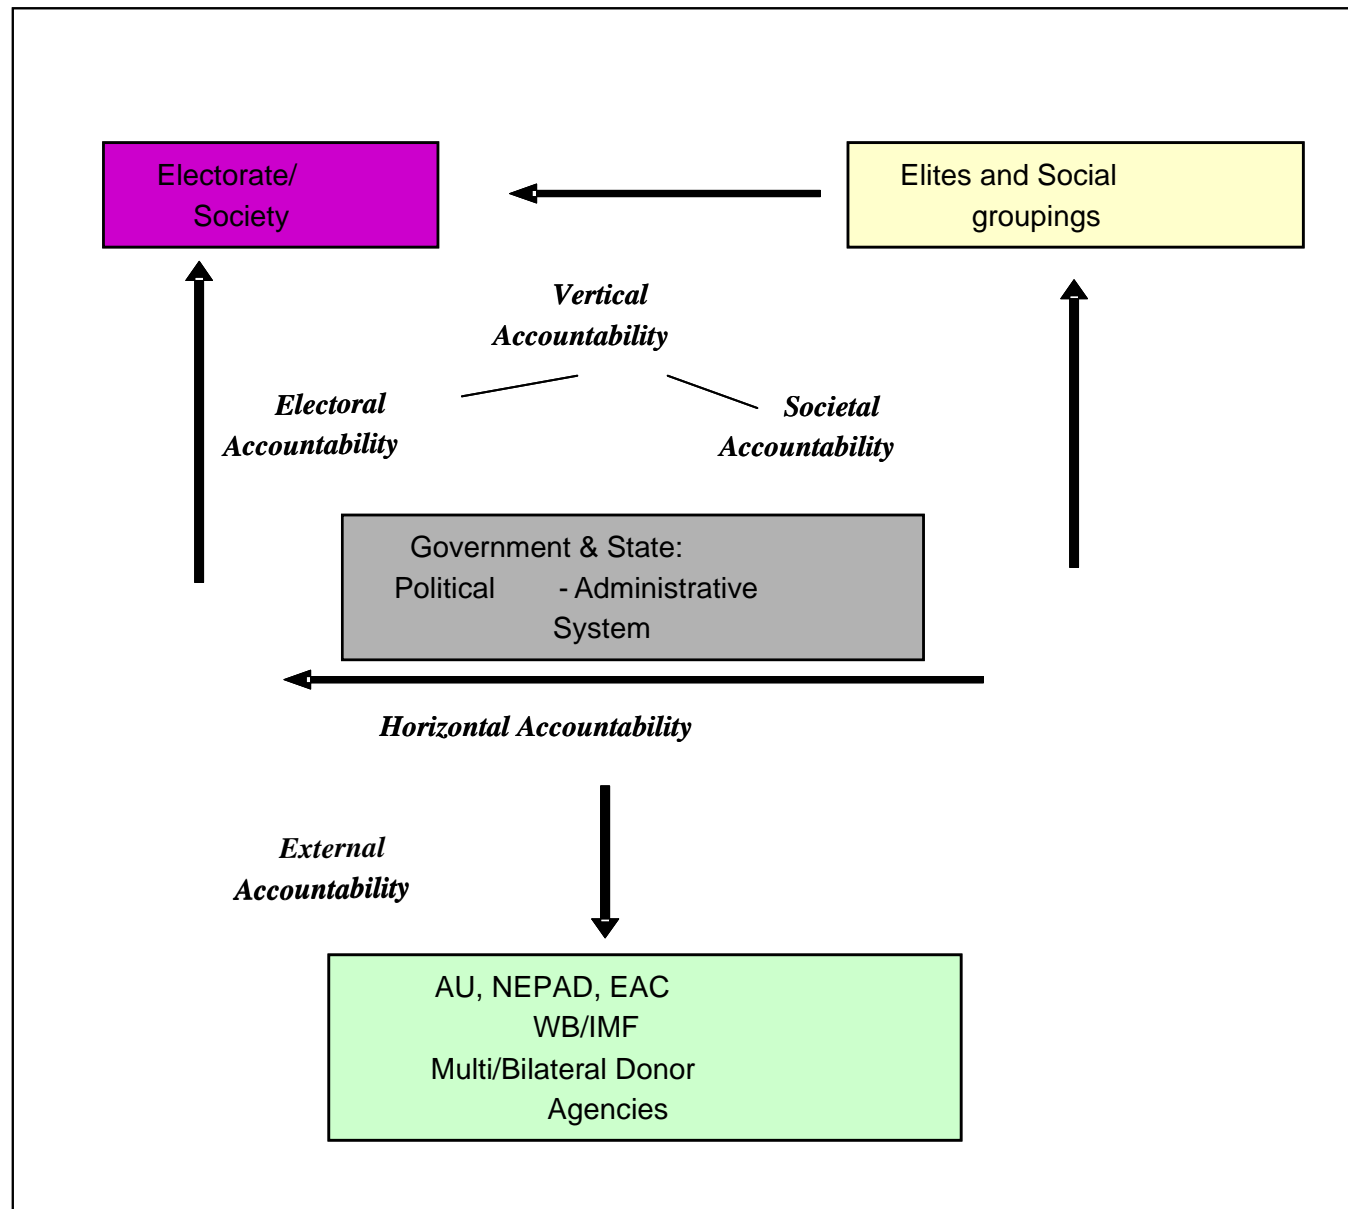 Electorate/
Society
Elites and Social
groupings
Vertical
Accountability
Electoral
Accountability
Societal
Accountability
Government & State:
Political - Administrative
System
Horizontal Accountability
External
Accountability
AU, NEPAD, EAC
WB/IMF
Multi/Bilateral Donor
Agencies